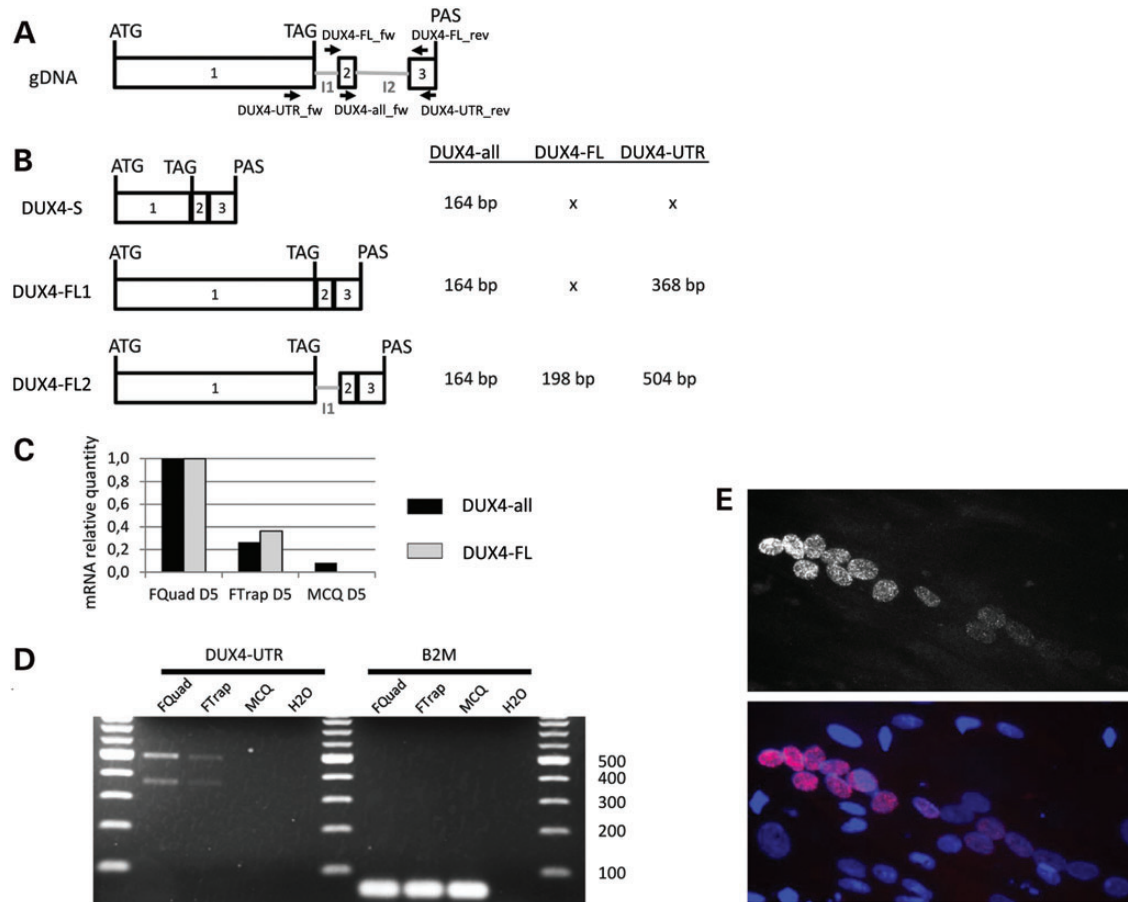 A
gDNA
ATG
TAG
PAS
DUX4-FL_fw
DUX4-FL_rev
1
I1
2
I2
3
DUX4-UTR_fw
DUX4-all_fw
DUX4-UTR_rev
B
DUX4-all DUX4-FL DUX4-UTR
ATG TAG PAS
DUX4-S 1 2 3 164 bp x x
ATG TAG PAS
DUX4-FL1 1 2 3 164 bp x 368 bp
ATG TAG PAS
DUX4-FL2 1 I1 2 3 164 bp 198 bp 504 bp
C
mRNA relative quantity
1,0
0,8
0,6
0,4
0,2
0,0
FQuad D5 FTrap D5 MCQ D5
DUX4-all
DUX4-FL
D
DUX4-UTR B2M
FQuad FTrap MCQ H2O FQuad FTrap MCQ H2O
500
400
300
200
100
E